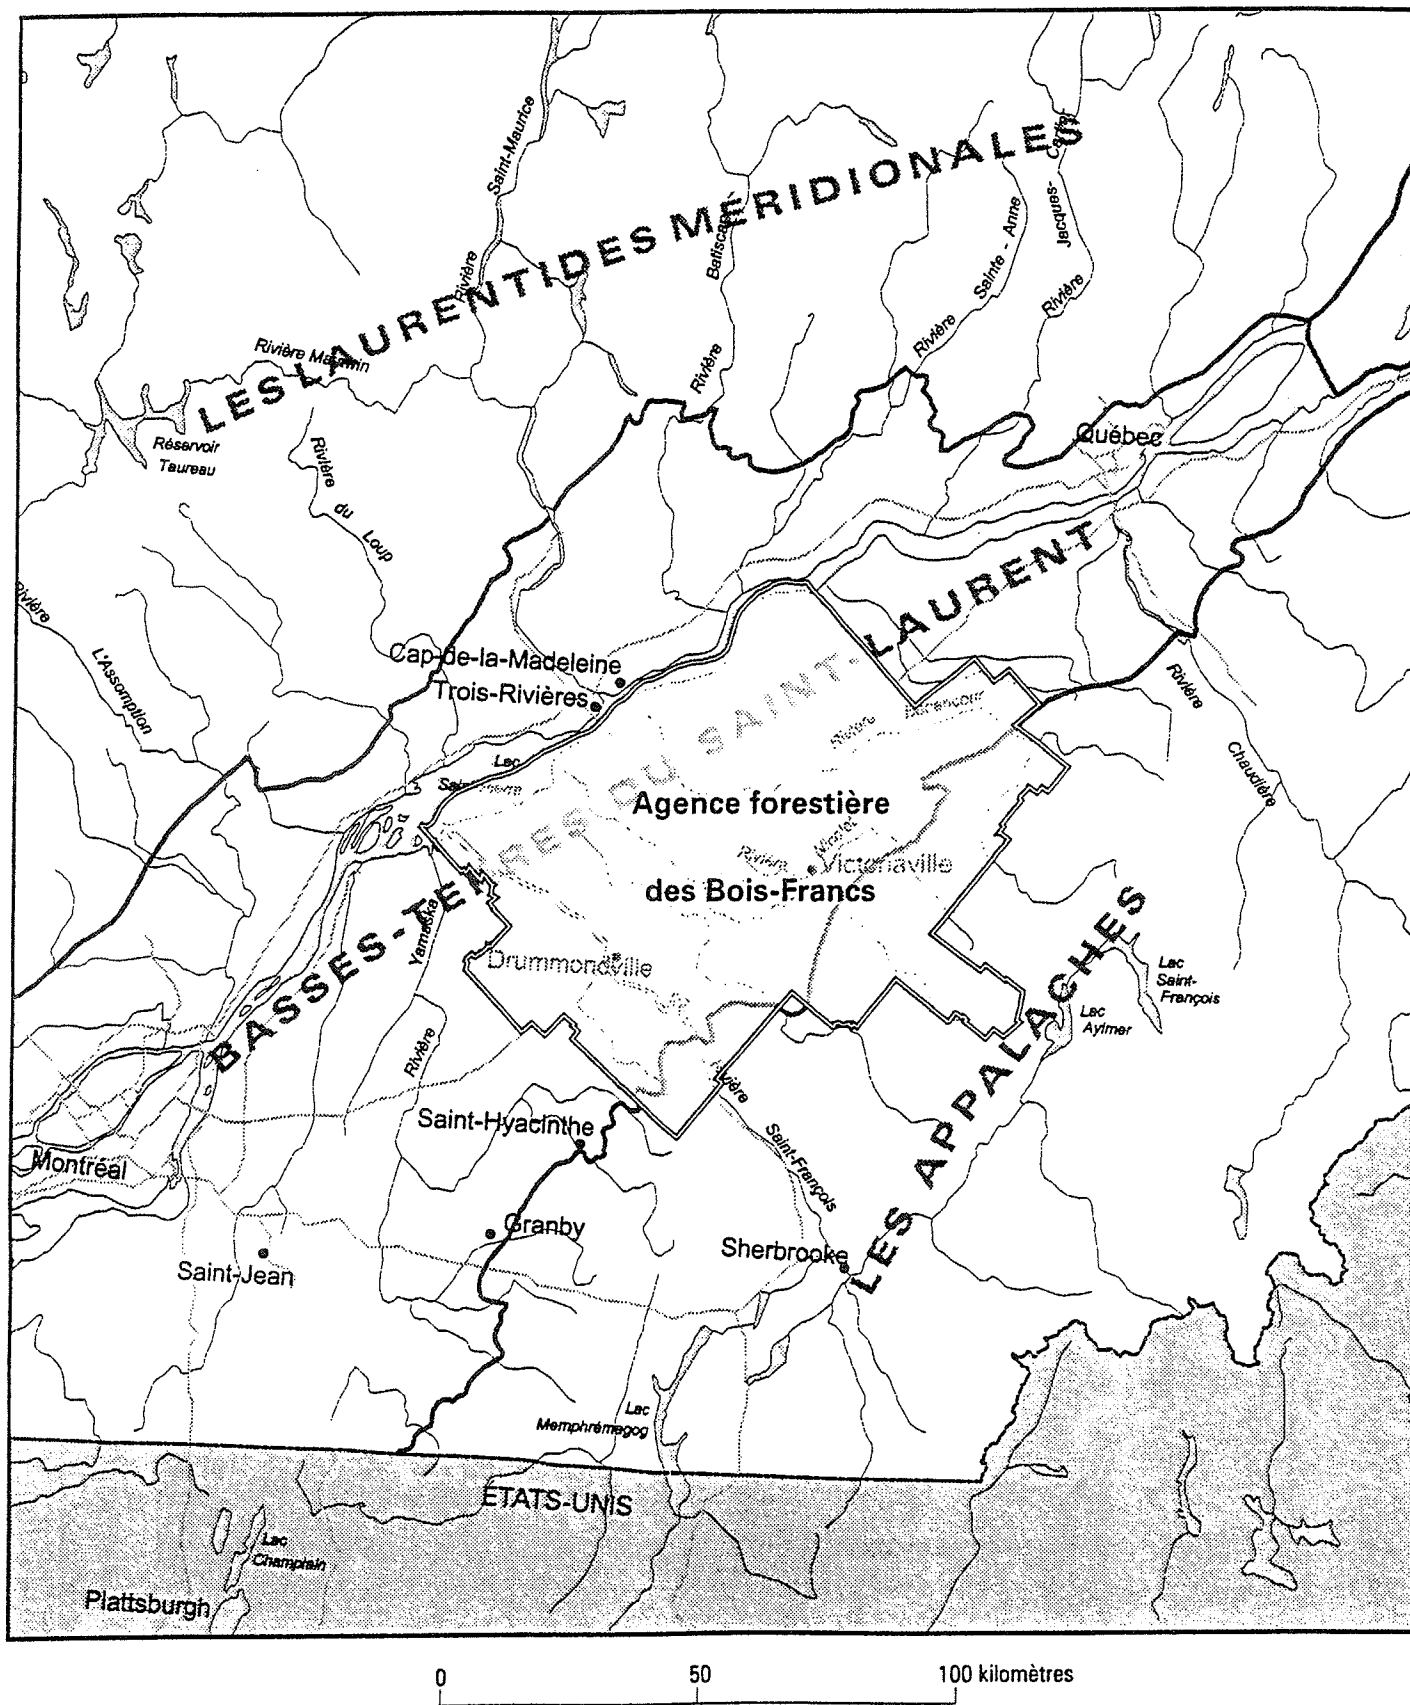 Saint-Maurice
Rivière
LES LAURENTIDES MÉRIDIONALES
Batiscan
Rivière
Sainte - Anne
Rivière
Jacques-
Cartier
Rivière
Rivière Mastawin
Réservoir
Taureau
Rivière
du
Loup
Québec
Rivière
L'Assomption
Cap-de-la-Madeleine
Trois-Rivières
Lac
Saint-Pierre
BASSES-TERRES DU SAINT-LAURENT
Rivière
Bécancour
Rivière
Chaudière
Agence forestière
des Bois-Francs
Rivière
Nicolet
Victoriaville
Drummondville
Yamaska
Rivière
Lac
Saint-
François
Lac
Aylmer
LES APPALACHES
Rivière
Saint-François
Saint-Hyacinthe
Montréal
Granby
Saint-Jean
Sherbrooke
Lac
Memphrémagog
ETATS-UNIS
Lac
Champlain
Plattsburgh
0 50 100 kilomètres